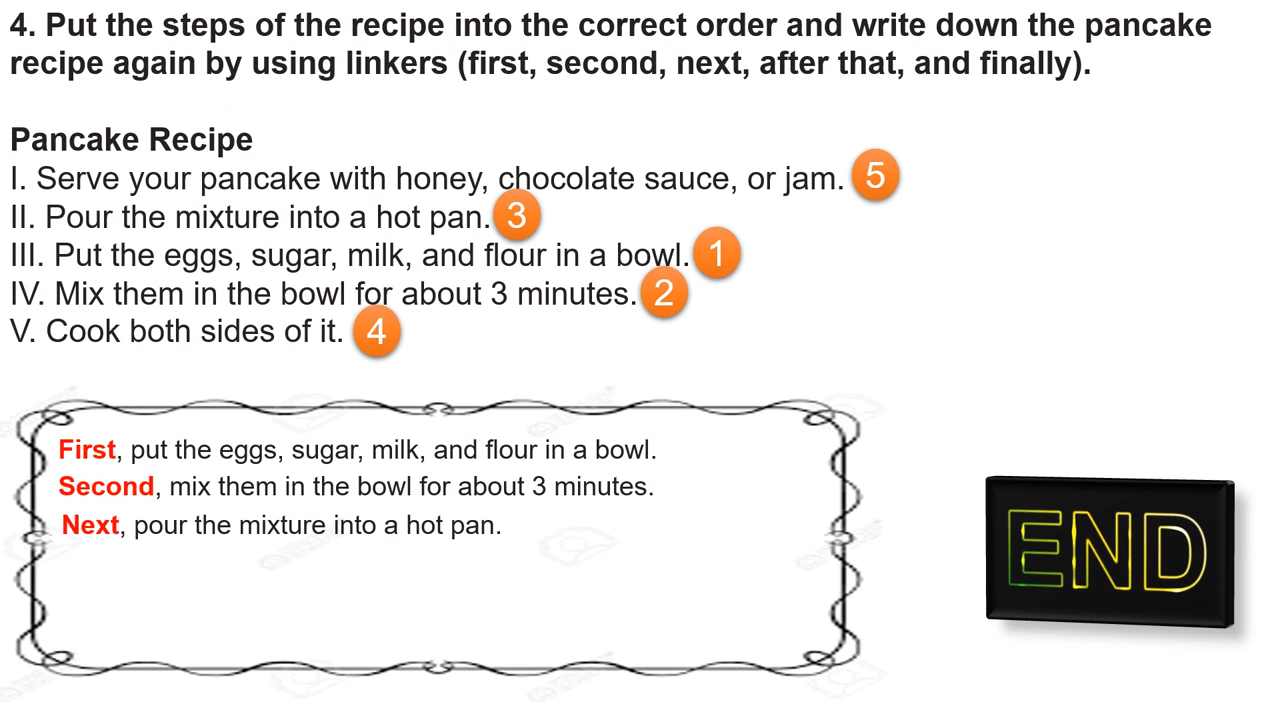 4. Put the steps of the recipe into the correct order and write down the pancake
recipe again by using linkers (first, second, next, after that, and finally).
Pancake Recipe
I. Serve your pancake with honey, chocolate sauce, or jam. 5
II. Pour the mixture into a hot pan. 3
III. Put the eggs, sugar, milk, and flour in a bowl. 1
IV. Mix them in the bowl for about 3 minutes. 2
V. Cook both sides of it. 4
First, put the eggs, sugar, milk, and flour in a bowl.
Second, mix them in the bowl for about 3 minutes.
Next, pour the mixture into a hot pan.
END